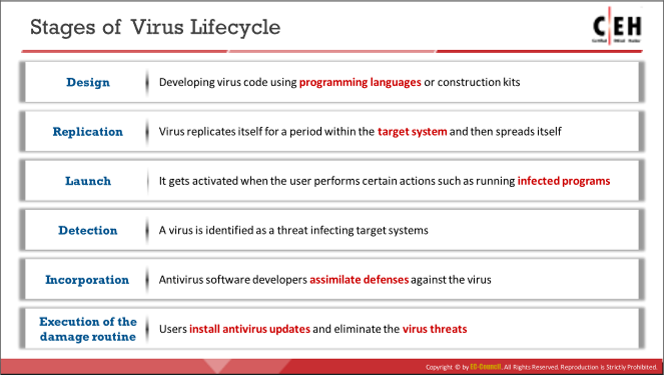 Stages of Virus Lifecycle
C|EH
Certified Ethical Hacker
Design
Developing virus code using programming languages or construction kits
Replication
Virus replicates itself for a period within the target system and then spreads itself
Launch
It gets activated when the user performs certain actions such as running infected programs
Detection
A virus is identified as a threat infecting target systems
Incorporation
Antivirus software developers assimilate defenses against the virus
Execution of the
damage routine
Users install antivirus updates and eliminate the virus threats
Copyright © by EC-Council. All Rights Reserved. Reproduction is Strictly Prohibited.